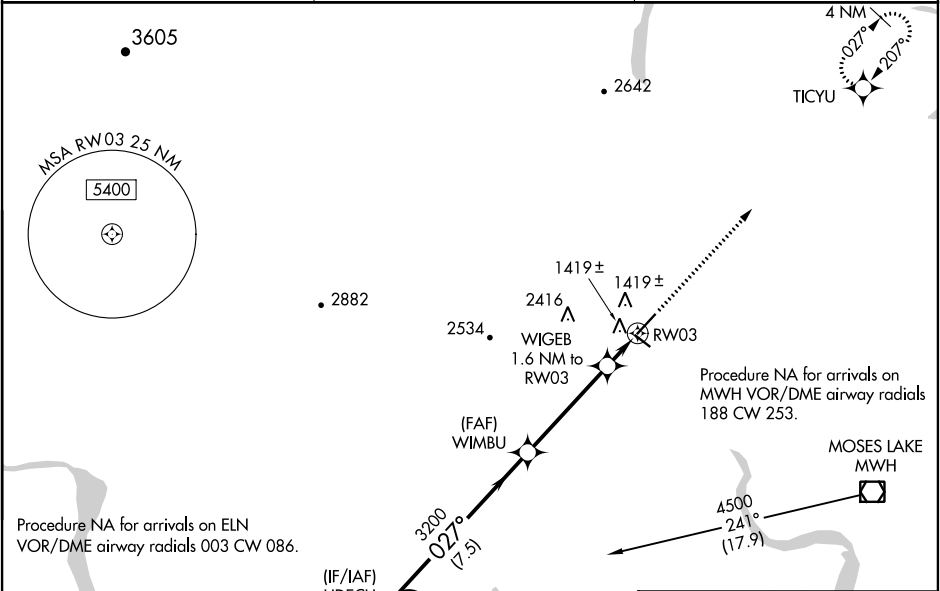 3605
4 NM
027°
207°
TICYU
2642
MSA RW03 25 NM
5400
1419±
1419±
2882
2416
2534
WIGEB
1.6 NM to
RW03
RW03
Procedure NA for arrivals on
MWH VOR/DME airway radials
188 CW 253.
(FAF)
WIMBU
MOSES LAKE
MWH
4500
241°
(17.9)
3200
027°
(7.5)
Procedure NA for arrivals on ELN
VOR/DME airway radials 003 CW 086.
(IF/IAF)